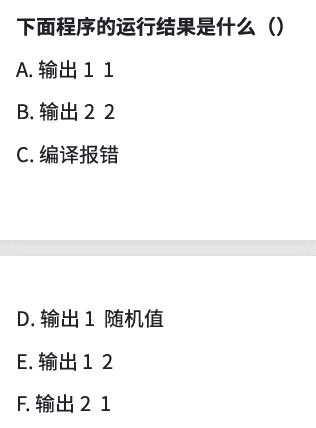 下面程序的运行结果是什么（）
A. 输出 1 1
B. 输出 2 2
C. 编译报错
D. 输出 1 随机值
E. 输出 1 2
F. 输出 2 1